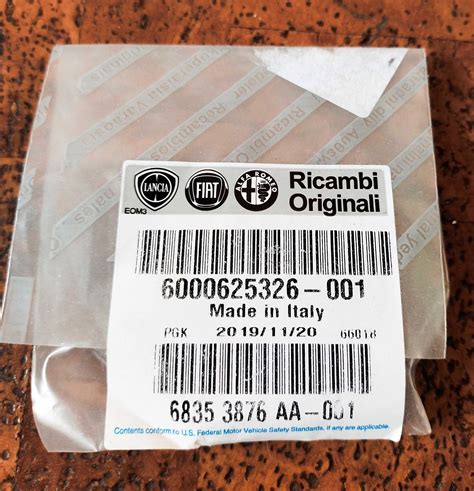 LANCIA
FIAT
ALFA ROMEO
Ricambi
Originali
EOM3
6000625326-001
Made in Italy
PGK 2019/11/20 66018
6835 3876 AA-001
Contents conform to U.S. Federal Motor Vehicle Safety Standards, if any are applicable.